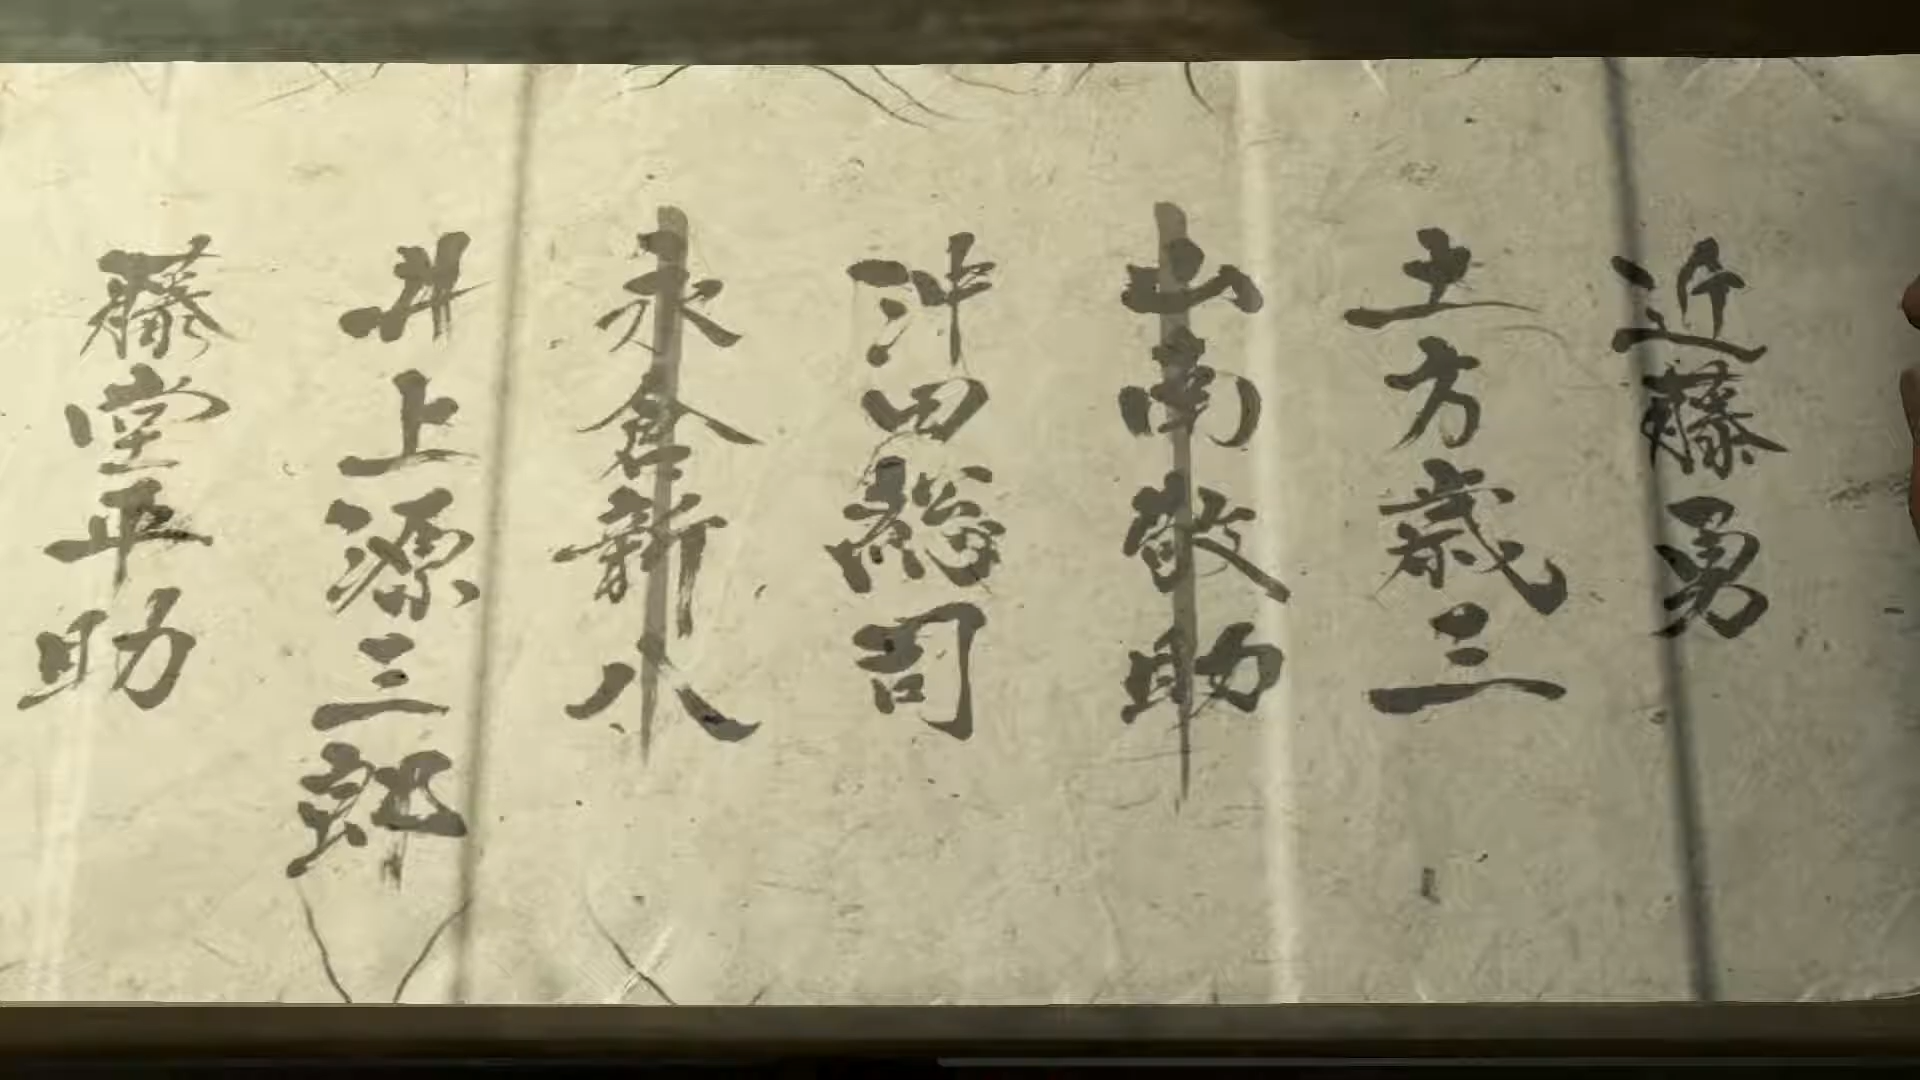 近藤勇
土方歳三
山南敬助
沖田総司
永倉新八
井上源三郎
藤堂平助